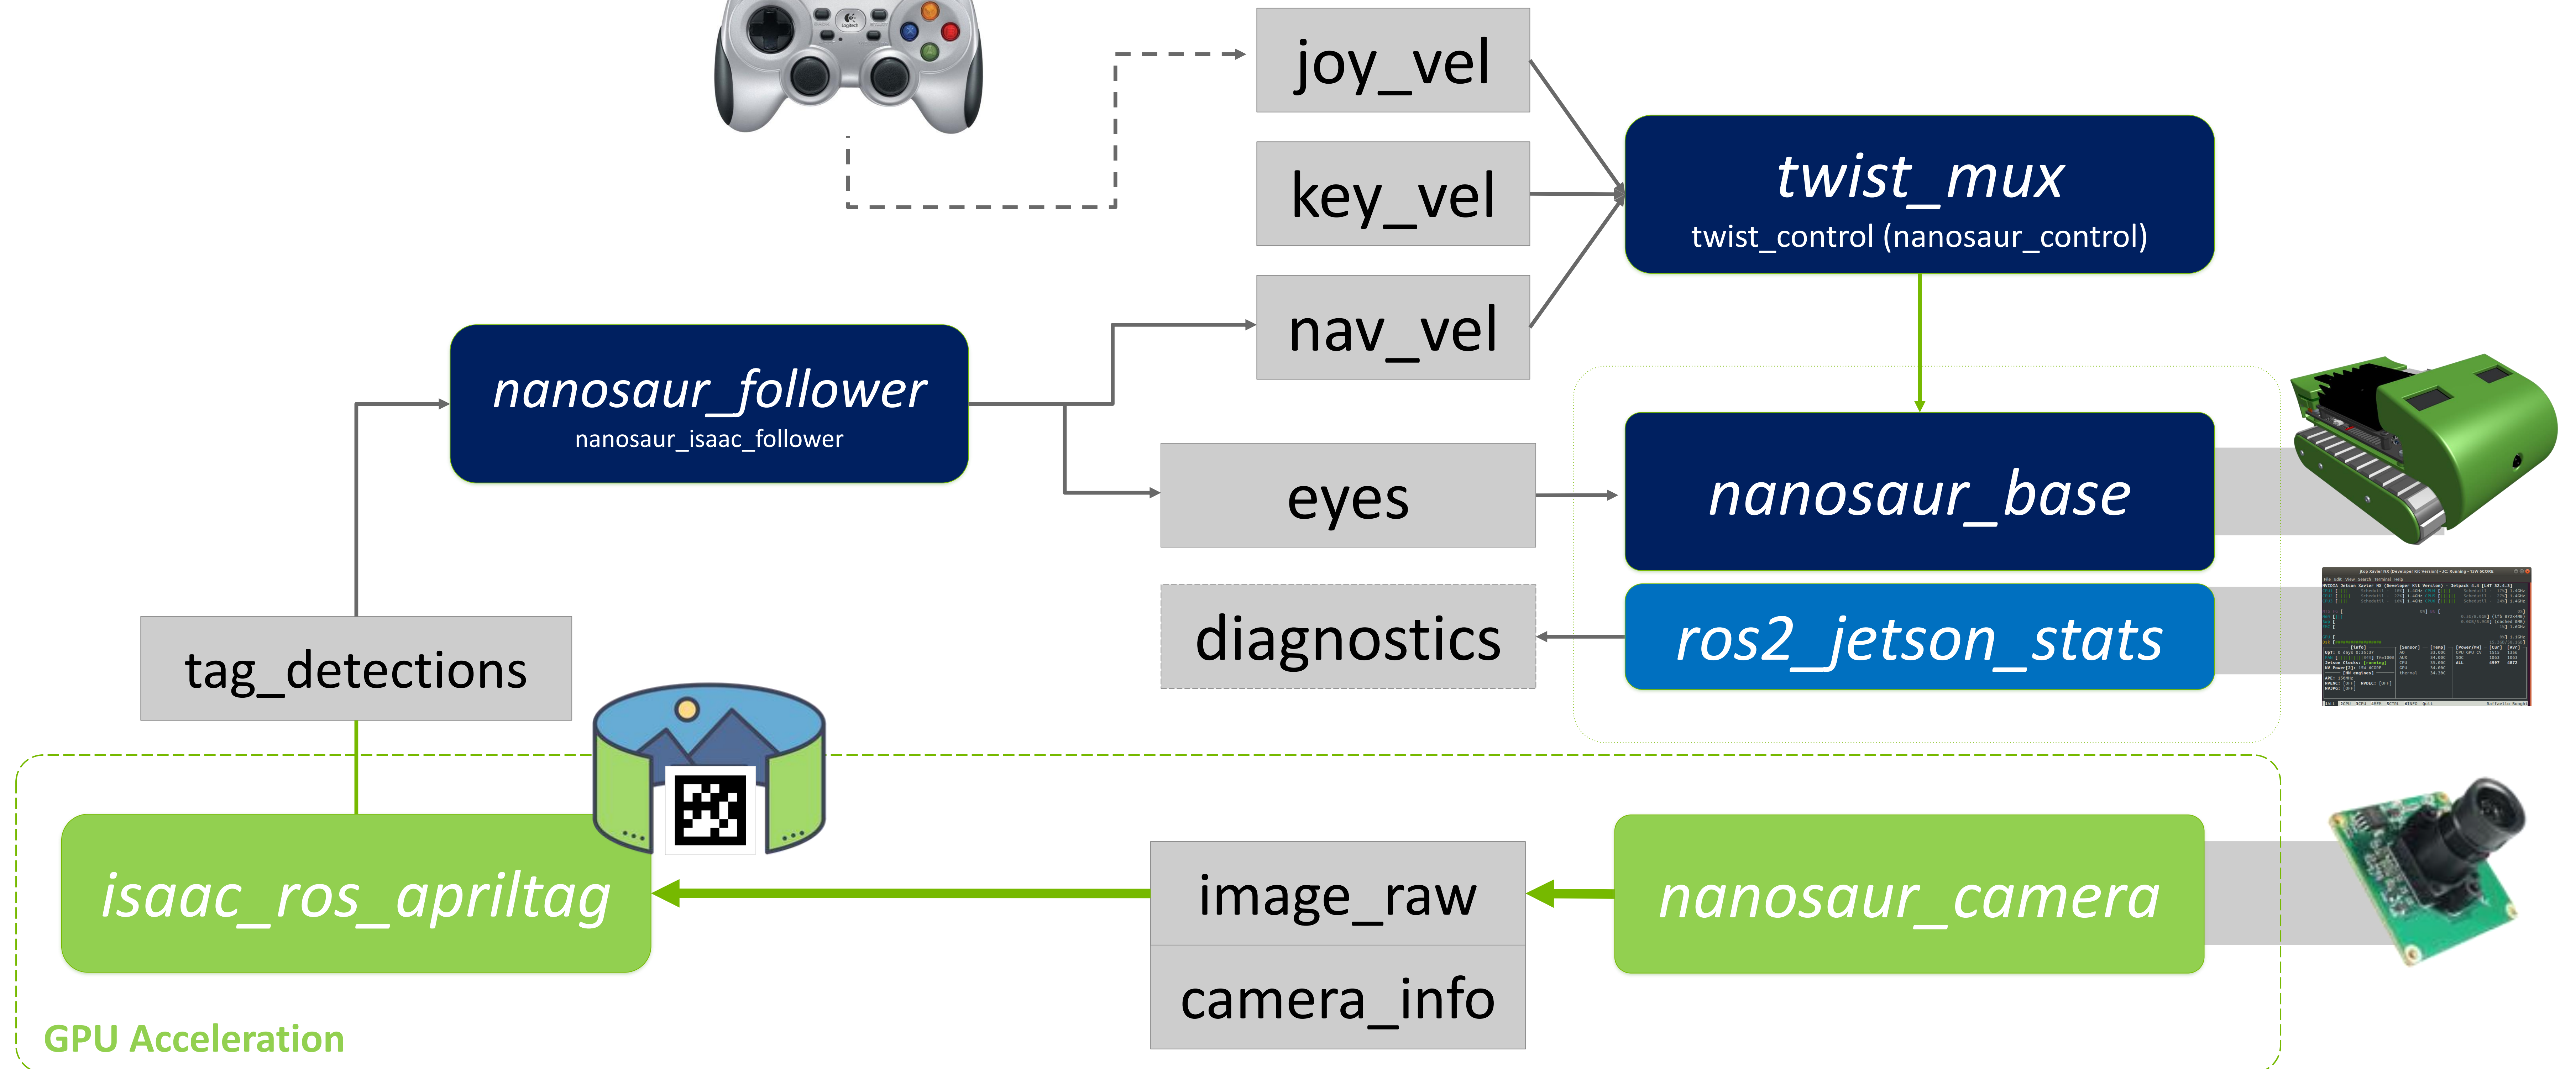 Logitech
joy_vel
key_vel
nav_vel
twist_mux
twist_control (nanosaur_control)
nanosaur_follower
nanosaur_isaac_follower
eyes
nanosaur_base
diagnostics
ros2_jetson_stats
tag_detections
isaac_ros_apriltag
image_raw
camera_info
nanosaur_camera
GPU Acceleration